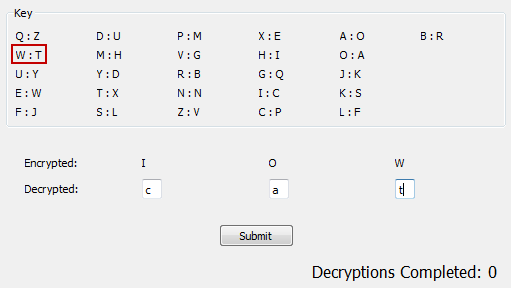 Key
Q : Z D : U P : M X : E A : O B : R
W : T M : H V : G H : I O : A
U : Y Y : D R : B G : Q J : K
E : W T : X N : N I : C K : S
F : J S : L Z : V C : P L : F
Encrypted: I O W
Decrypted: c a t
Submit
Decryptions Completed: 0